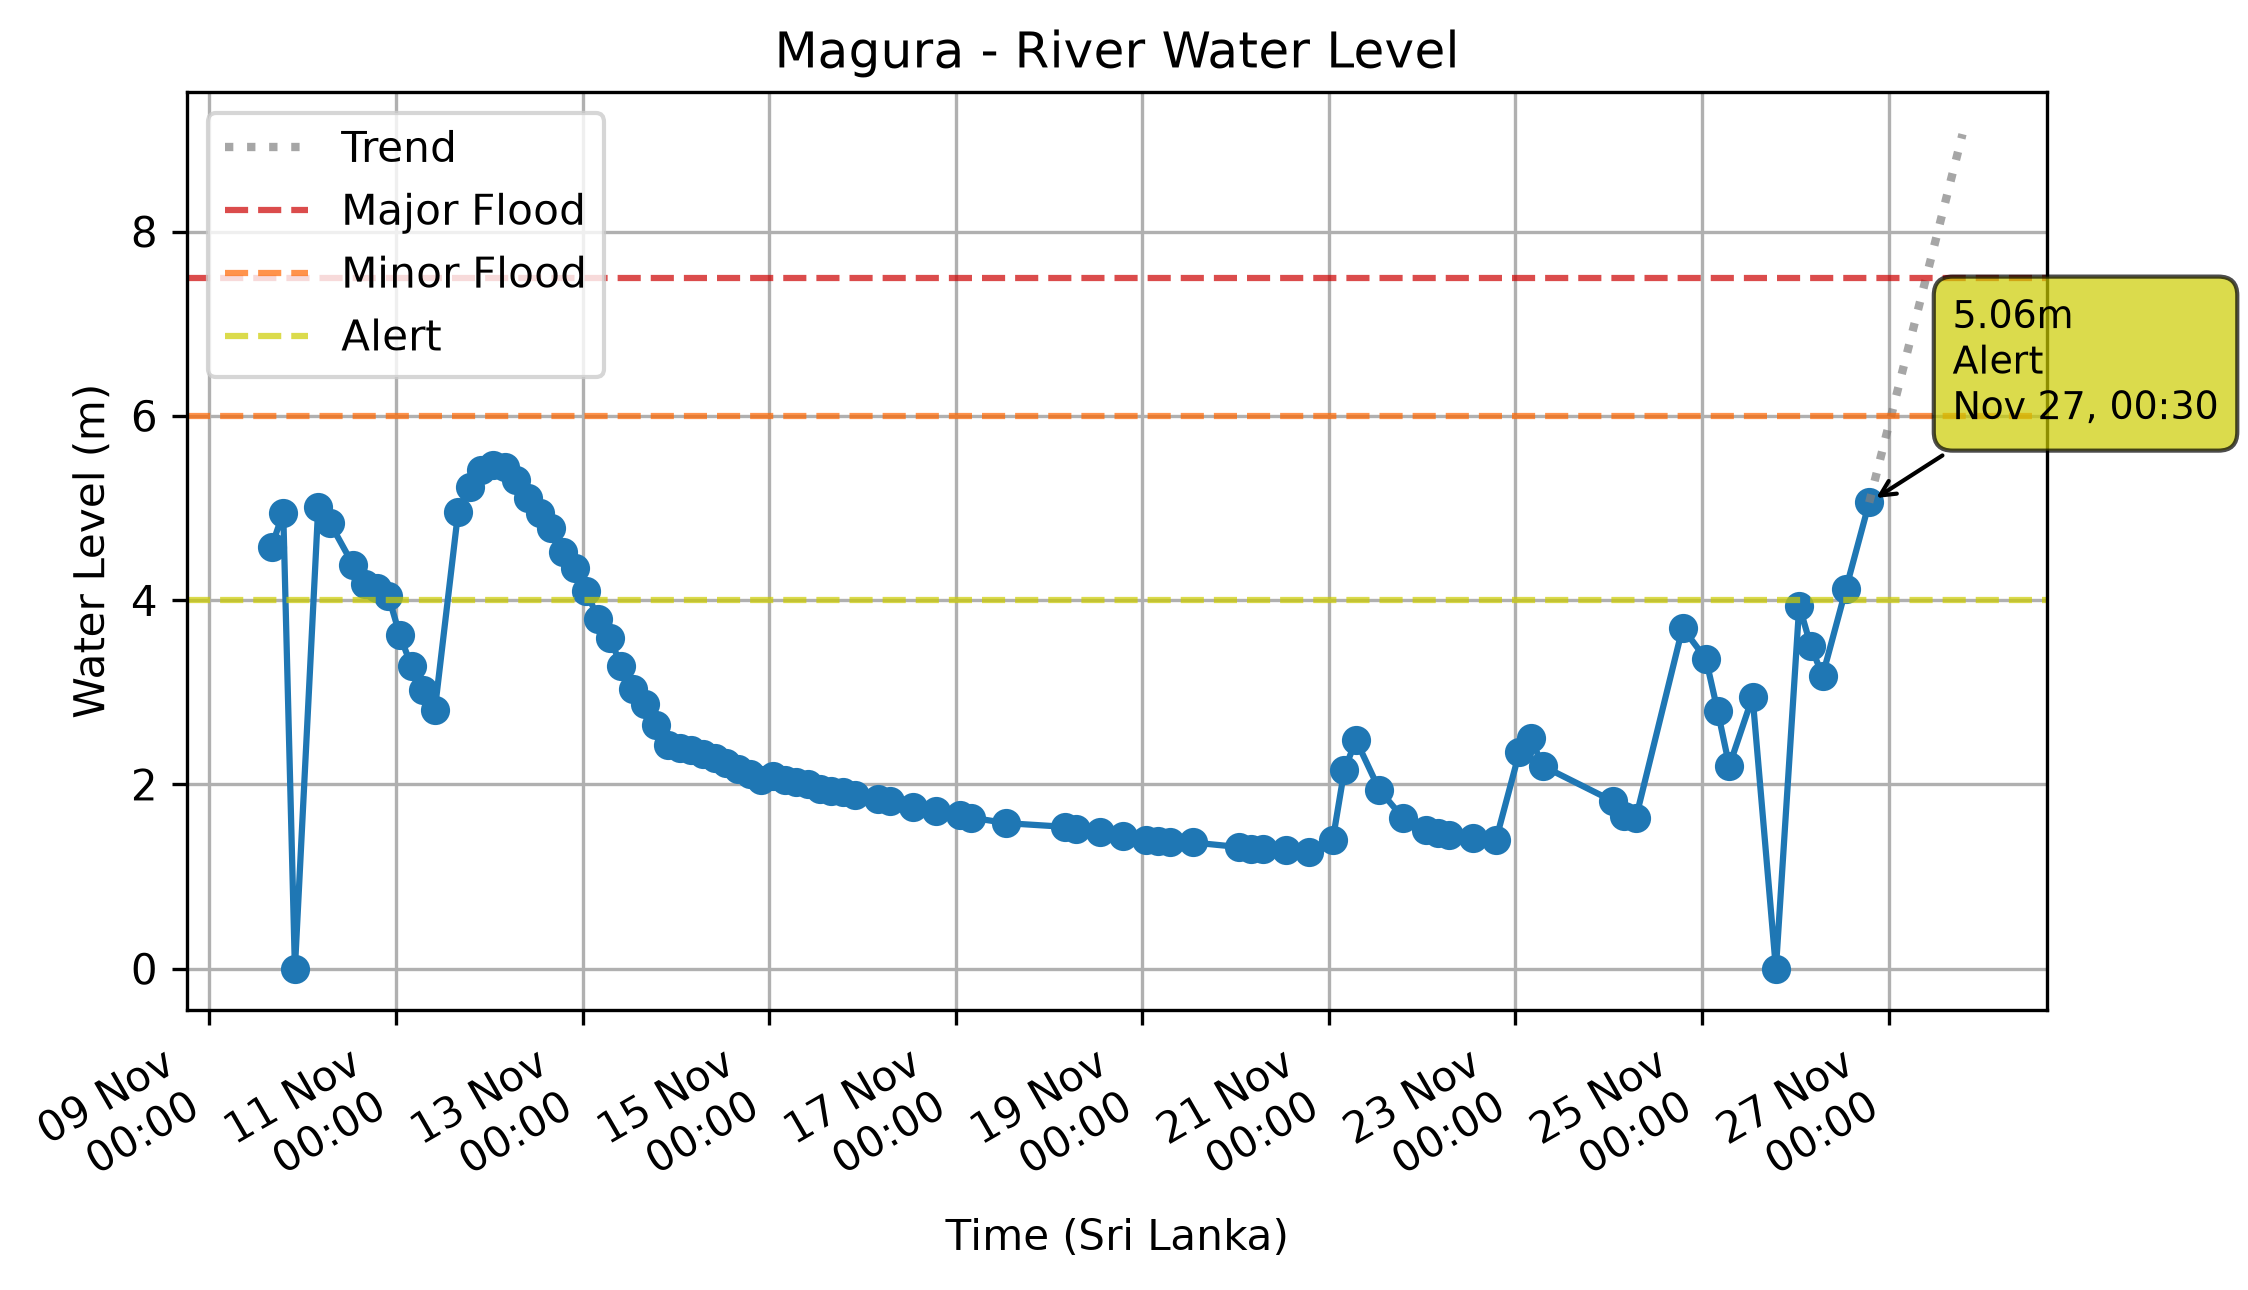 Magura - River Water Level
Trend
Major Flood
Minor Flood
Alert
8
6
4
2
0
Water Level (m)
5.06m
Alert
Nov 27, 00:30
09 Nov
00:00
11 Nov
00:00
13 Nov
00:00
15 Nov
00:00
17 Nov
00:00
19 Nov
00:00
21 Nov
00:00
23 Nov
00:00
25 Nov
00:00
27 Nov
00:00
Time (Sri Lanka)